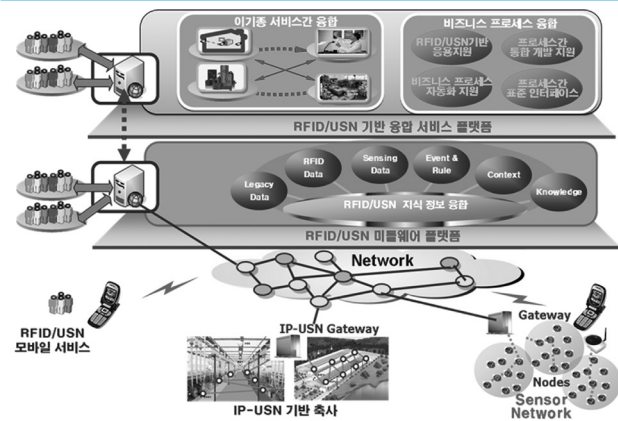 이기종 서비스간 융합
비즈니스 프로세스 융합
RFID/USN기반
응용지원
프로세스간
통합 개발 지원
비즈니스 프로세스
자동화 지원
프로세스간
표준 인터페이스
RFID/USN 기반 융합 서비스 플랫폼
Legacy
Data
RFID
Data
Sensing
Data
Event &
Rule
Context
Knowledge
RFID/USN 지식 정보 융합
RFID/USN 미들웨어 플랫폼
Network
RFID/USN
모바일 서비스
IP-USN Gateway
IP-USN 기반 축사
Gateway
Nodes
Sensor
Network